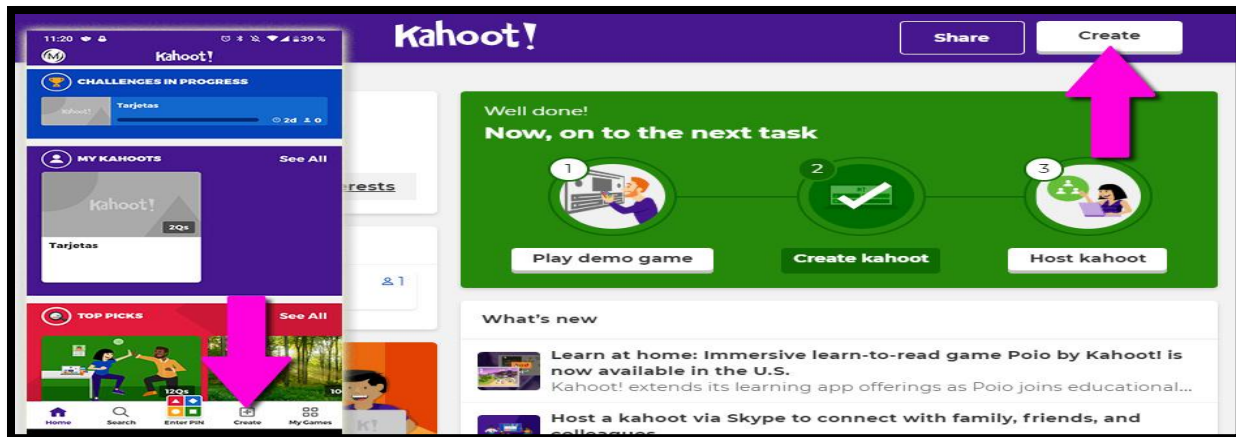 11:20
39 %
M
Kahoot!
CHALLENGES IN PROGRESS
Kahoot!
Tarjetas
2d 0
MY KAHOOTS See All
Kahoot!
2Qs
Tarjetas
TOP PICKS See All
12Qs
10
Home Search Enter PIN Create My Games
Kahoot!
Share
Create
rests
1
K!
Well done!
Now, on to the next task
1
2
3
Play demo game
Create kahoot
Host kahoot
What's new
Learn at home: Immersive learn-to-read game Poio by Kahoot! is
now available in the U.S.
Kahoot! extends its learning app offerings as Poio joins educational...
Host a kahoot via Skype to connect with family, friends, and
colleagues